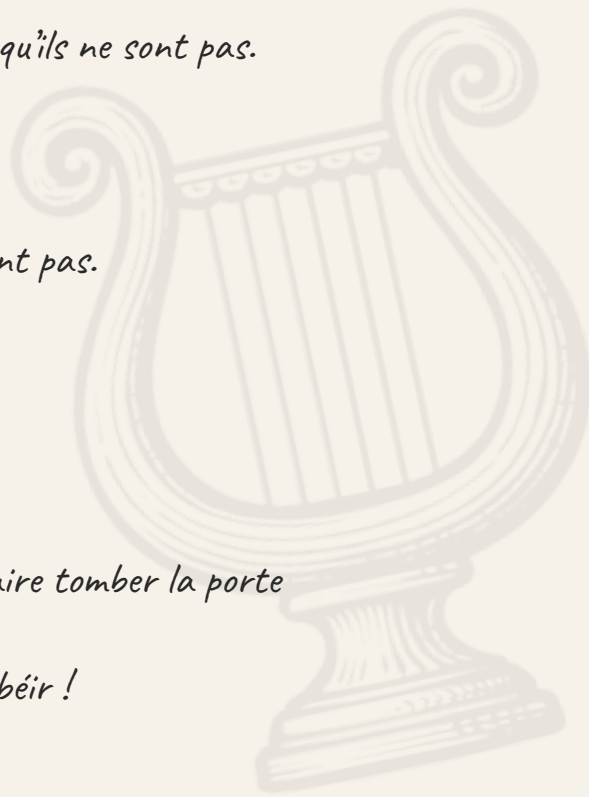 qu'ils ne sont pas.
nt pas.
aire tomber la porte
béir !